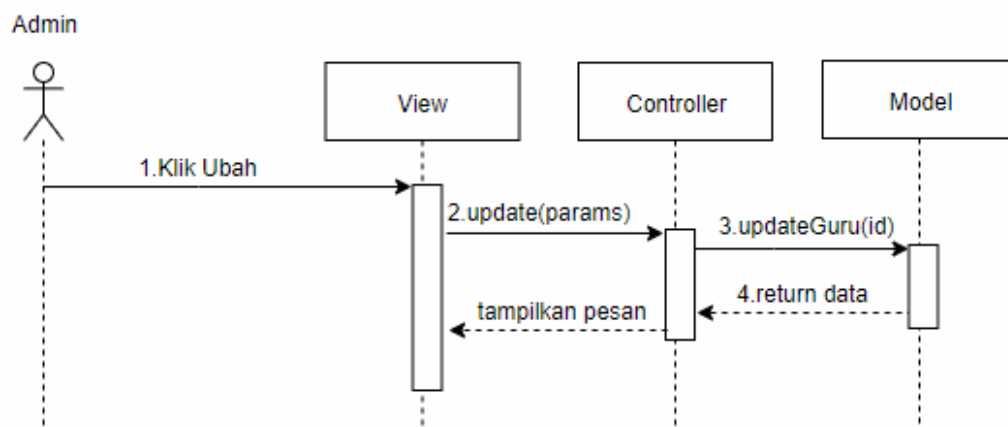 Admin
View
Controller
Model
1.Klik Ubah
2.update(params)
3.updateGuru(id)
4.return data
tampilkan pesan